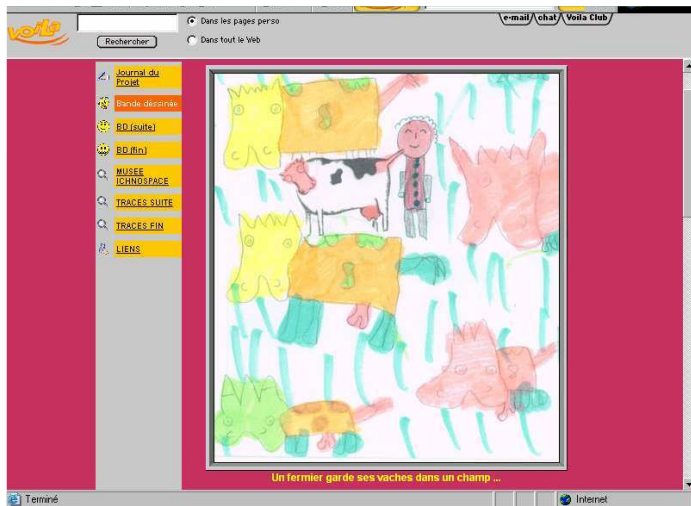 voila
Rechercher
Dans les pages perso
Dans tout le Web
e-mail chat Voila Club
Journal du
Projet
Bande dessinée
BD (suite)
BD (fin)
MUSEE
ICHNOSPACE
TRACES SUITE
TRACES FIN
LIENS
Un fermier garde ses vaches dans un champ ...
Terminé
Internet